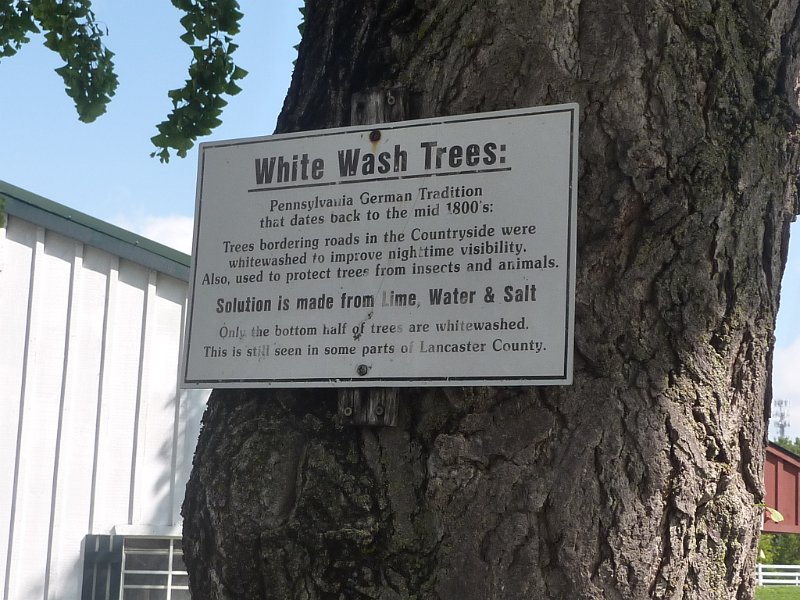 White Wash Trees:
Pennsylvania German Tradition
that dates back to the mid 1800's:
Trees bordering roads in the Countryside were
whitewashed to improve nighttime visibility.
Also, used to protect trees from insects and animals.
Solution is made from Lime, Water & Salt
Only the bottom half of trees are whitewashed.
This is still seen in some parts of Lancaster County.